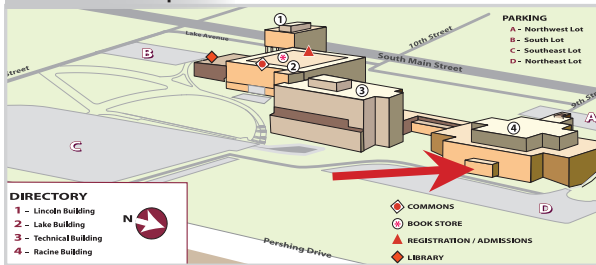 1
Lake Avenue
10th Street
PARKING
A - Northwest Lot
B - South Lot
C - Southeast Lot
D - Northeast Lot
B
2
South Main Street
Street
3
9th Str
A
4
C
DIRECTORY
1 - Lincoln Building
2 - Lake Building
3 - Technical Building
4 - Racine Building
N
Pershing Drive
COMMONS
BOOK STORE
REGISTRATION / ADMISSIONS
LIBRARY
D